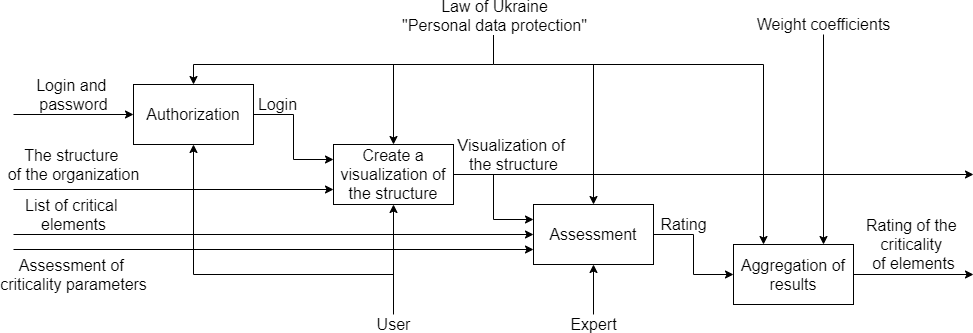 Law of Ukraine
"Personal data protection"
Weight coefficients
Login and
password
Authorization
Login
The structure
of the organization
Create a
visualization of
the structure
Visualization of
the structure
List of critical
elements
Assessment
Rating
Rating of the
criticality
of elements
Assessment of
criticality parameters
Aggregation of
results
User
Expert